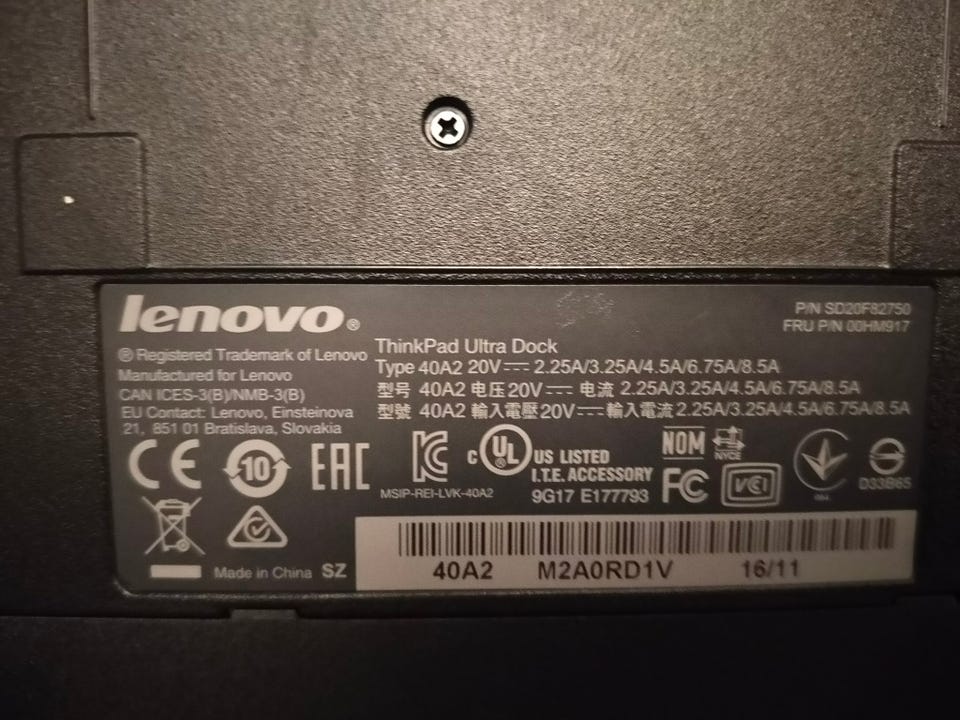 lenovo®
P/N SD20F82750
FRU P/N 00HM917
® Registered Trademark of Lenovo
Manufactured for Lenovo
CAN ICES-3(B)/NMB-3(B)
EU Contact: Lenovo, Einsteinova
21, 851 01 Bratislava, Slovakia
ThinkPad Ultra Dock
Type 40A2 20V⎓ 2.25A/3.25A/4.5A/6.75A/8.5A
型号 40A2 电压20V⎓ 电流 2.25A/3.25A/4.5A/6.75A/8.5A
型號 40A2 輸入電壓20V⎓輸入電流2.25A/3.25A/4.5A/6.75A/8.5A
CE
10
EAC
MSIP-REI-LVK-40A2
c UL ® US LISTED
I.T.E. ACCESSORY
9G17 E177793
NOM
NYCE
FC
VCI
D33B65
Made in China SZ
40A2 M2A0RD1V 16/11